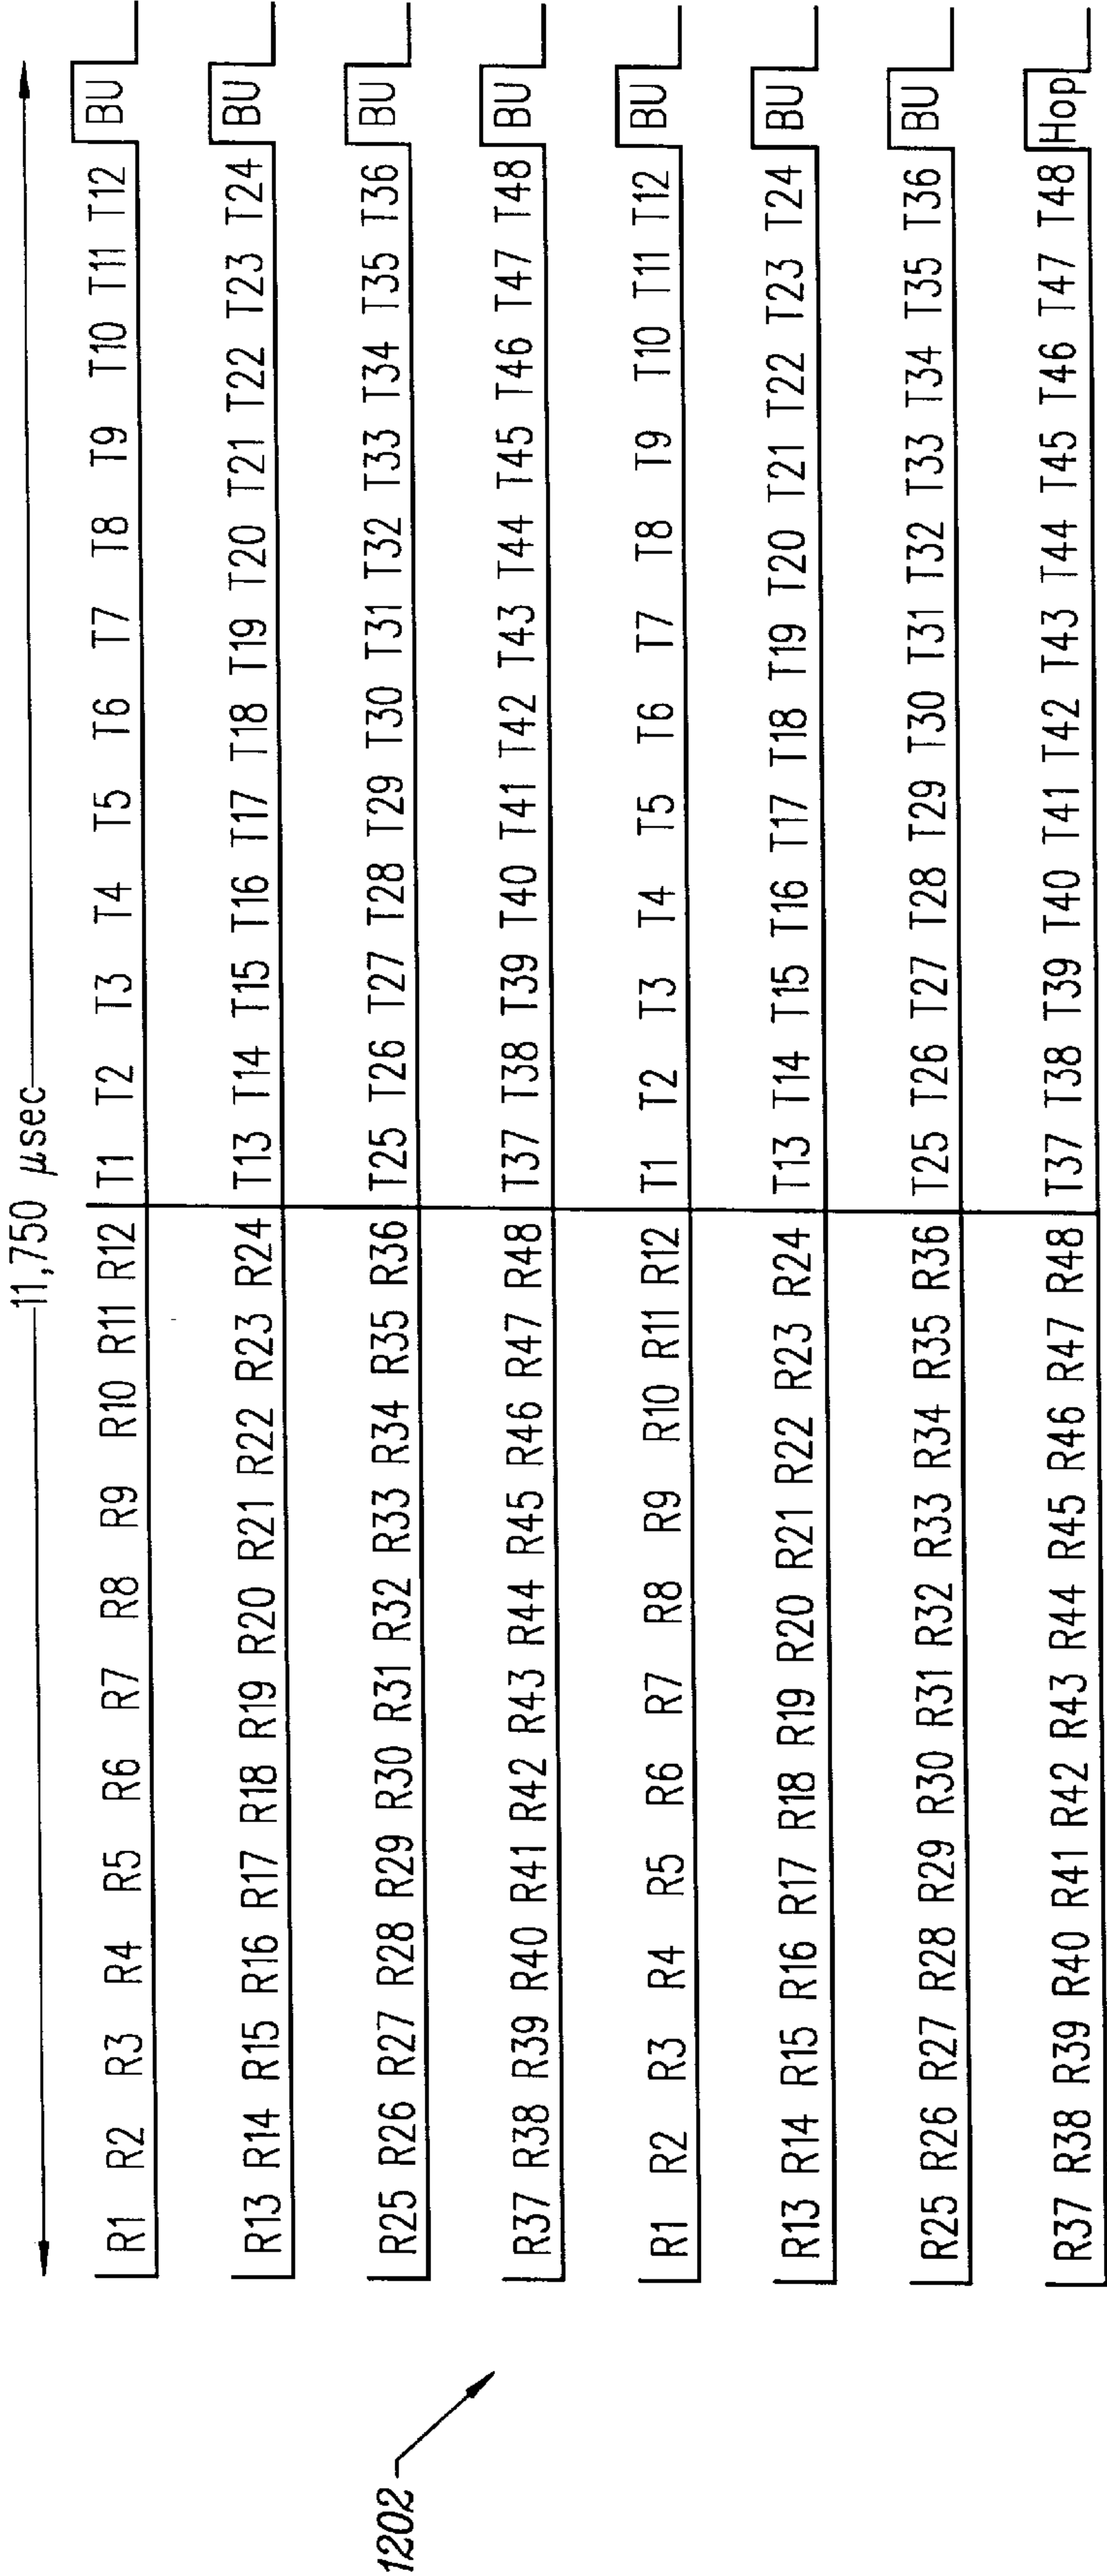 11,750 μsec
R1 R2 R3 R4 R5 R6 R7 R8 R9 R10 R11 R12 T1 T2 T3 T4 T5 T6 T7 T8 T9 T10 T11 T12 BU
R13 R14 R15 R16 R17 R18 R19 R20 R21 R22 R23 R24 T13 T14 T15 T16 T17 T18 T19 T20 T21 T22 T23 T24 BU
R25 R26 R27 R28 R29 R30 R31 R32 R33 R34 R35 R36 T25 T26 T27 T28 T29 T30 T31 T32 T33 T34 T35 T36 BU
R37 R38 R39 R40 R41 R42 R43 R44 R45 R46 R47 R48 T37 T38 T39 T40 T41 T42 T43 T44 T45 T46 T47 T48 BU
R1 R2 R3 R4 R5 R6 R7 R8 R9 R10 R11 R12 T1 T2 T3 T4 T5 T6 T7 T8 T9 T10 T11 T12 BU
R13 R14 R15 R16 R17 R18 R19 R20 R21 R22 R23 R24 T13 T14 T15 T16 T17 T18 T19 T20 T21 T22 T23 T24 BU
R25 R26 R27 R28 R29 R30 R31 R32 R33 R34 R35 R36 T25 T26 T27 T28 T29 T30 T31 T32 T33 T34 T35 T36 BU
R37 R38 R39 R40 R41 R42 R43 R44 R45 R46 R47 R48 T37 T38 T39 T40 T41 T42 T43 T44 T45 T46 T47 T48 Hop
1202